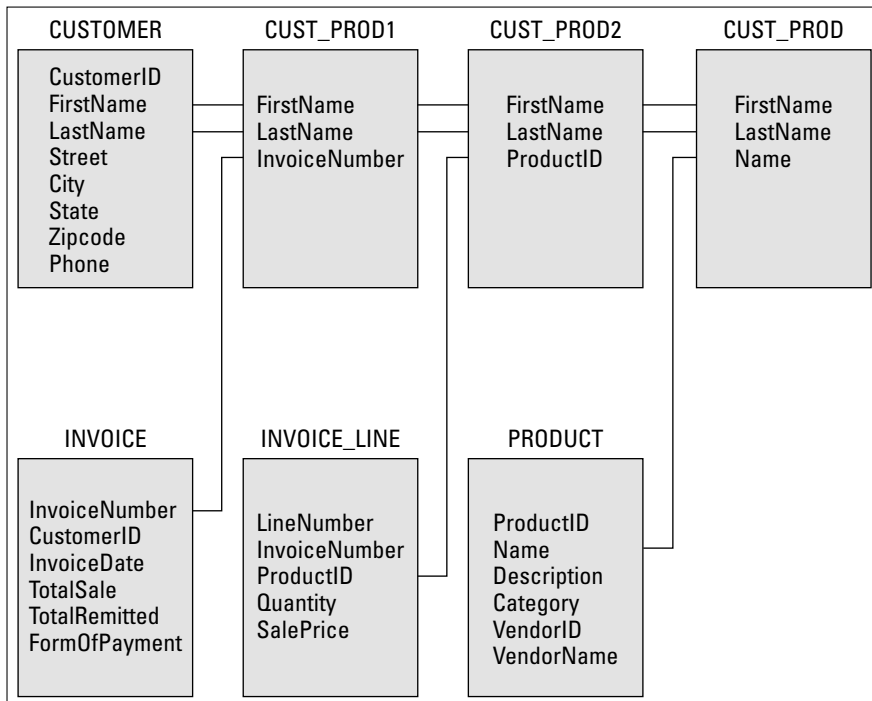 CUSTOMER
CustomerID
FirstName
LastName
Street
City
State
Zipcode
Phone
CUST_PROD1
FirstName
LastName
InvoiceNumber
CUST_PROD2
FirstName
LastName
ProductID
CUST_PROD
FirstName
LastName
Name
INVOICE
InvoiceNumber
CustomerID
InvoiceDate
TotalSale
TotalRemitted
FormOfPayment
INVOICE_LINE
LineNumber
InvoiceNumber
ProductID
Quantity
SalePrice
PRODUCT
ProductID
Name
Description
Category
VendorID
VendorName